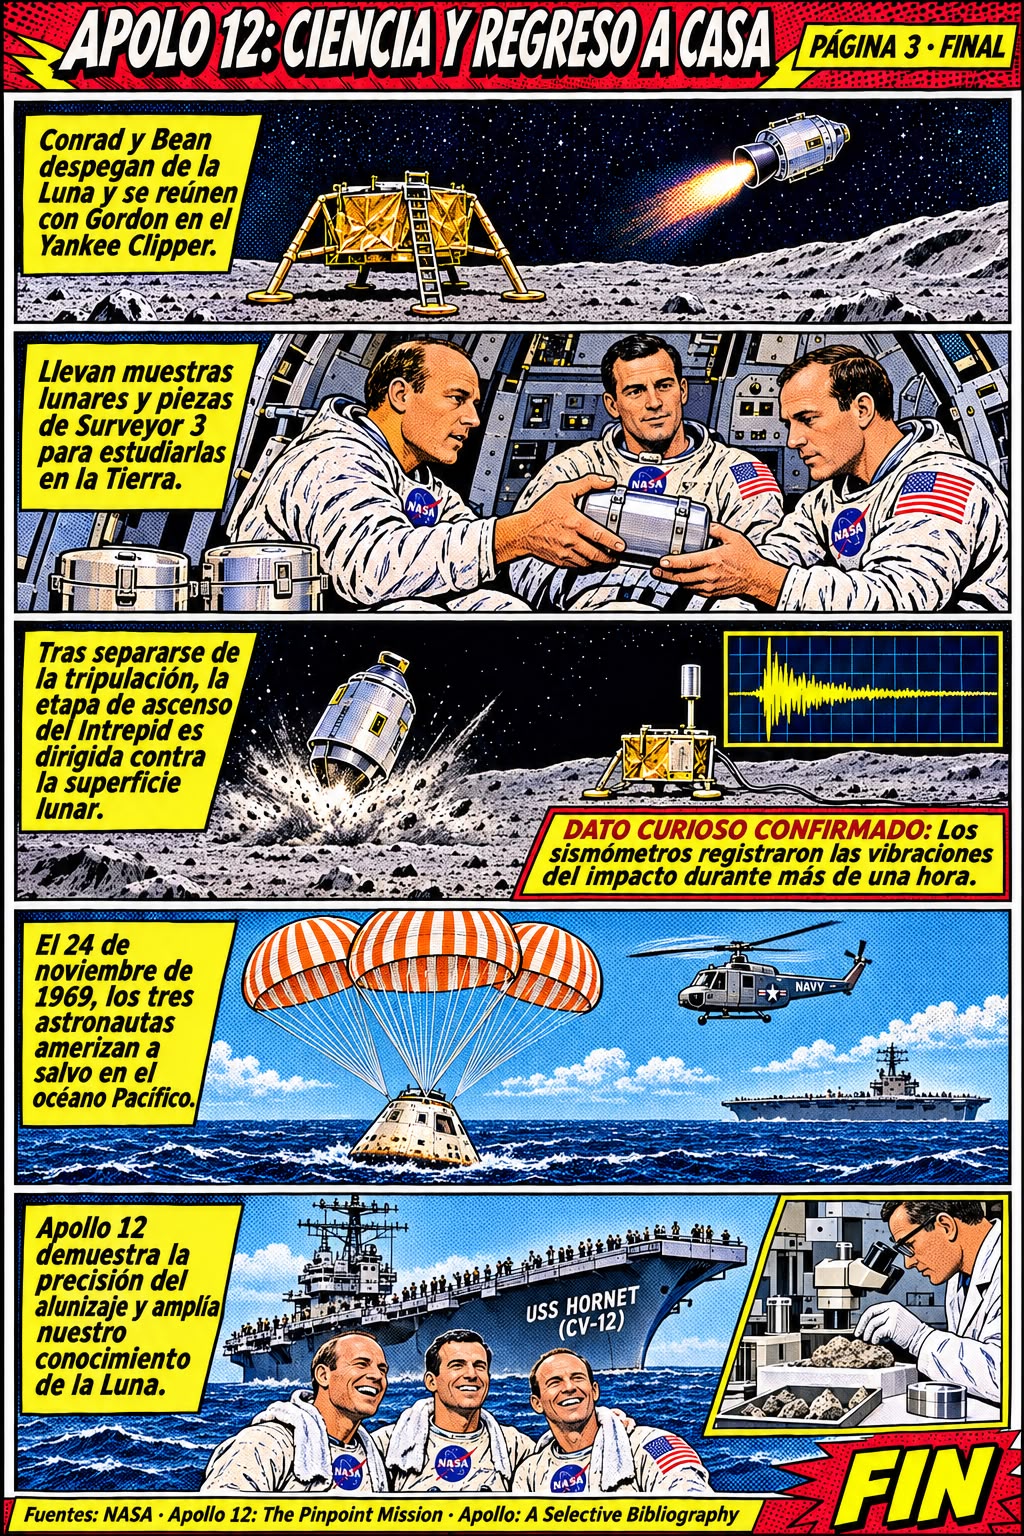 APOLO 12: CIENCIA Y REGRESO A CASA
PÁGINA 3 · FINAL
Conrad y Bean
despegan de la
Luna y se reúnen
con Gordon en el
Yankee Clipper.
Llevan muestras
lunares y piezas
de Surveyor 3
para estudiarlas
en la Tierra.
NASA
NASA
NASA
Tras separarse de
la tripulación, la
etapa de ascenso
del Intrepid es
dirigida contra
la superficie
lunar.
DATO CURIOSO CONFIRMADO: Los
sismómetros registraron las vibraciones
del impacto durante más de una hora.
El 24 de
noviembre de
1969, los tres
astronautas
amerizan a
salvo en el
océano Pacífico.
NAVY
Apollo 12
demuestra la
precisión del
alunizaje y amplía
nuestro
conocimiento
de la Luna.
USS HORNET
(CV-12)
NASA
NASA
NASA
FIN
Fuentes: NASA · Apollo 12: The Pinpoint Mission · Apollo: A Selective Bibliography